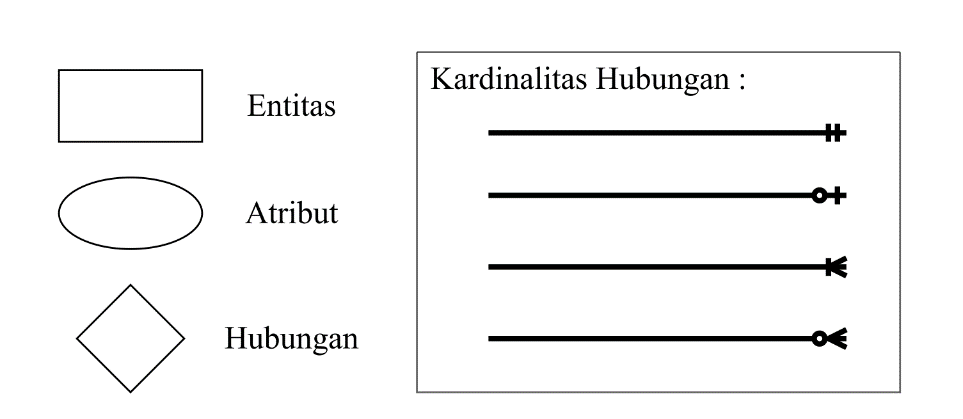 Kardinalitas Hubungan :
Entitas
Atribut
Hubungan